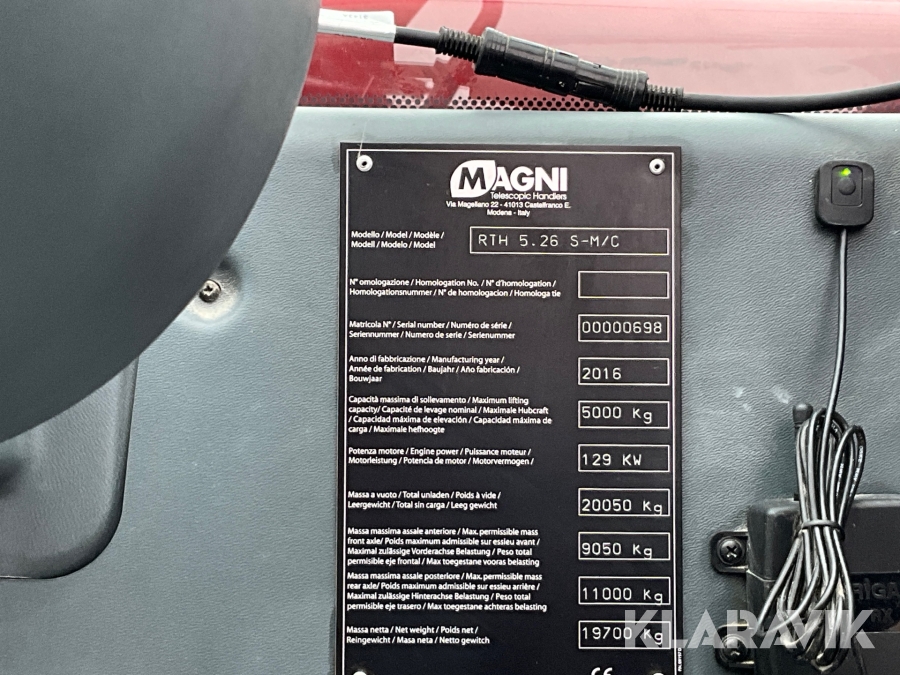 MAGNI
Telescopic Handlers
Via Magellano 22 - 41013 Castelfranco E.
Modena - Italy
Modello / Model / Modèle /
Modell / Modelo / Model
RTH 5.26 S-M/C
N° omologazione / Homologation No. / N° d'homologation /
Homologationsnummer / N° de homologacion / Homologa tie
Matricola N° / Serial number / Numéro de série /
Seriennummer / Numero de serie / Serienummer
00000698
Anno di fabbricazione / Manufacturing year /
Année de fabrication / Baujahr / Año fabricación /
Bouwjaar
2016
Capacità massima di sollevamento / Maximum lifting
capacity/ Capacité de levage nominal / Maximale Hubcraft
/ Capacidad máxima de elevación / Capacidad máxima de
carga / Maximale hefhoogte
5000 Kg
Potenza motore / Engine power / Puissance moteur /
Motorleistung / Potencia de motor / Motorvermogen /
129 KW
Massa a vuoto / Total unladen / Poids à vide /
Leergewicht / Total sin carga / Leeg gewicht
20050 Kg
Massa massima assale anteriore / Max. permissible mass
front axle/ Poids maximum admissible sur essieu avant /
Maximal zulässige Vorderachse Belastung / Peso total
permisible eje frontal / Max toegestane vooras belasting
9050 Kg
Massa massima assale posteriore / Max. permissible mass
rear axle/ Poids maximum admissible sur essieu arrière /
Maximal zulässige Hinterachse Belastung / Peso total
permisible eje trasero / Max toegestane achteras belasting
11000 Kg
Massa netta / Net weight / Poids net /
Reingewicht / Masa neta / Netto gewitch
19700 Kg
CE
KLARAVIK